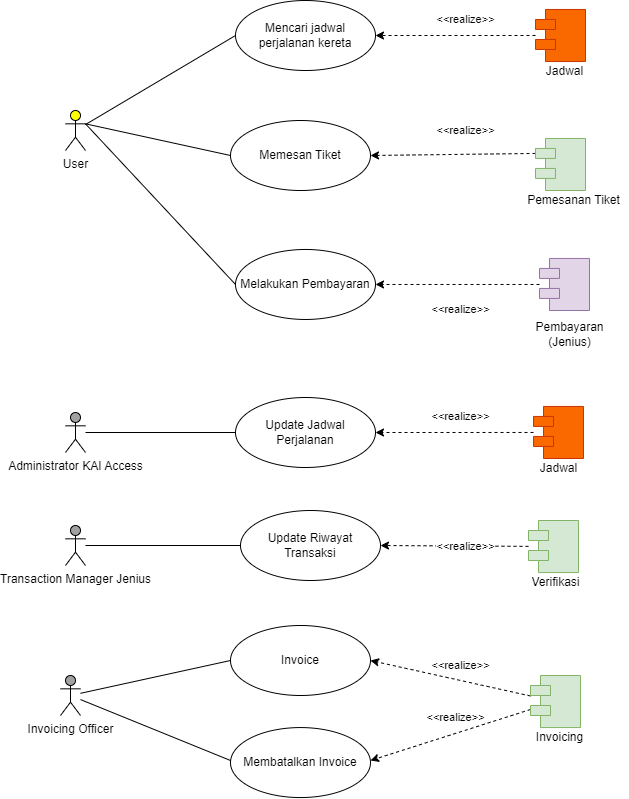 Mencari jadwal
perjalanan kereta
<<realize>>
Jadwal
User
Memesan Tiket
<<realize>>
Pemesanan Tiket
Melakukan Pembayaran
<<realize>>
Pembayaran
(Jenius)
Administrator KAI Access
Update Jadwal
Perjalanan
<<realize>>
Jadwal
Transaction Manager Jenius
Update Riwayat
Transaksi
<<realize>>
Verifikasi
Invoicing Officer
Invoice
<<realize>>
Membatalkan Invoice
<<realize>>
Invoicing